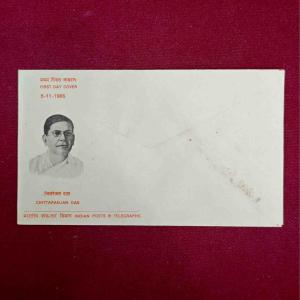 प्रथम दिवस आवरण
FIRST DAY COVER
5-11-1965
चित्तरंजन दास
CHITTARANJAN DAS
भारतीय डाक-तार विभाग INDIAN POSTS & TELEGRAPHS